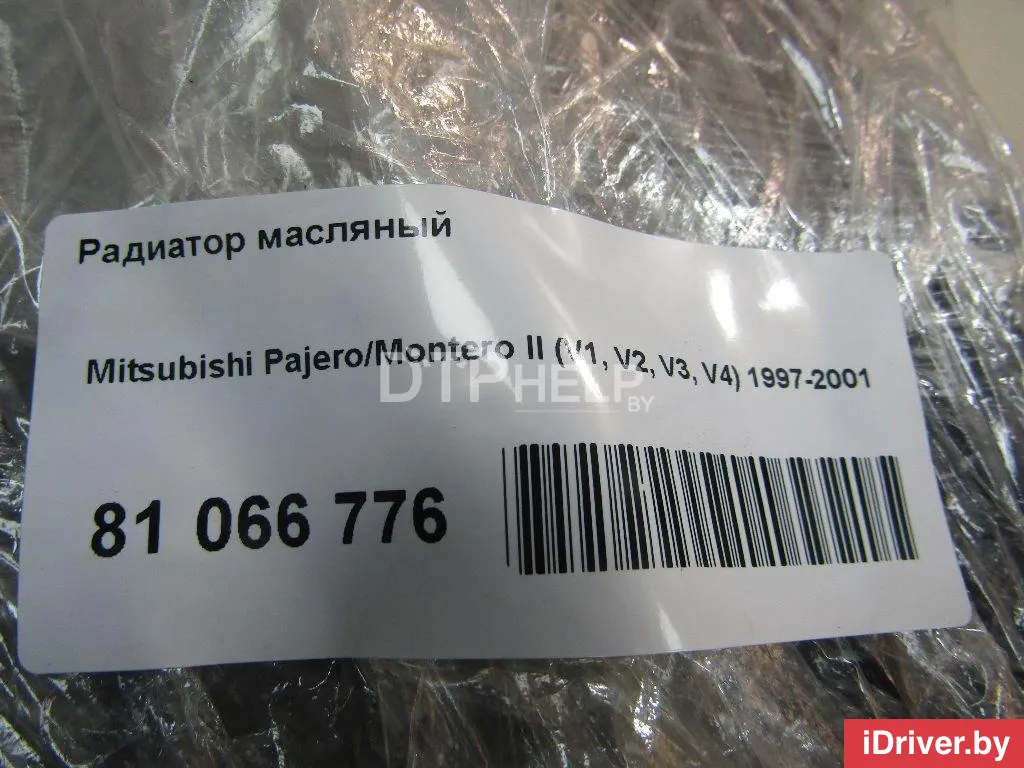 Радиатор масляный
Mitsubishi Pajero/Montero II (V1, V2, V3, V4) 1997-2001
DTPHELP.BY
81 066 776
iDriver.by